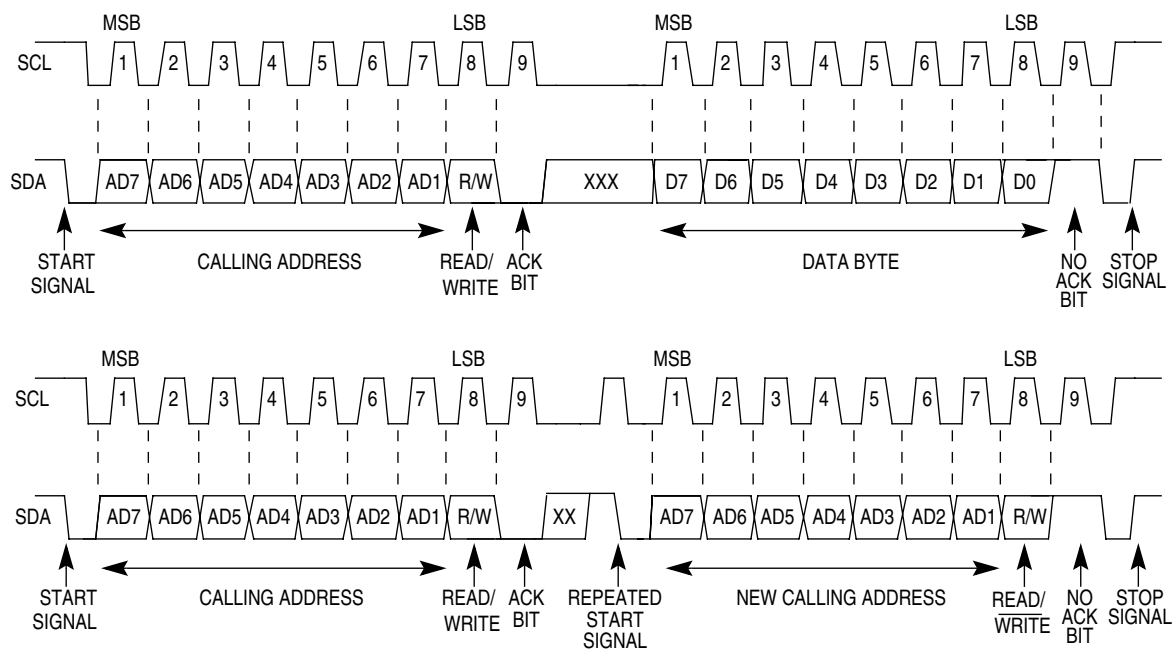 MSB LSB MSB LSB
SCL 1 2 3 4 5 6 7 8 9 1 2 3 4 5 6 7 8 9
SDA AD7 AD6 AD5 AD4 AD3 AD2 AD1 R/W XXX D7 D6 D5 D4 D3 D2 D1 D0
START SIGNAL
CALLING ADDRESS
READ/
WRITE
ACK
BIT
DATA BYTE
NO
ACK
BIT
STOP
SIGNAL
MSB LSB MSB LSB
SCL 1 2 3 4 5 6 7 8 9 1 2 3 4 5 6 7 8 9
SDA AD7 AD6 AD5 AD4 AD3 AD2 AD1 R/W XX AD7 AD6 AD5 AD4 AD3 AD2 AD1 R/W
START
SIGNAL
CALLING ADDRESS
READ/
WRITE
ACK
BIT
REPEATED
START
SIGNAL
NEW CALLING ADDRESS
READ/
WRITE
NO
ACK
BIT
STOP
SIGNAL